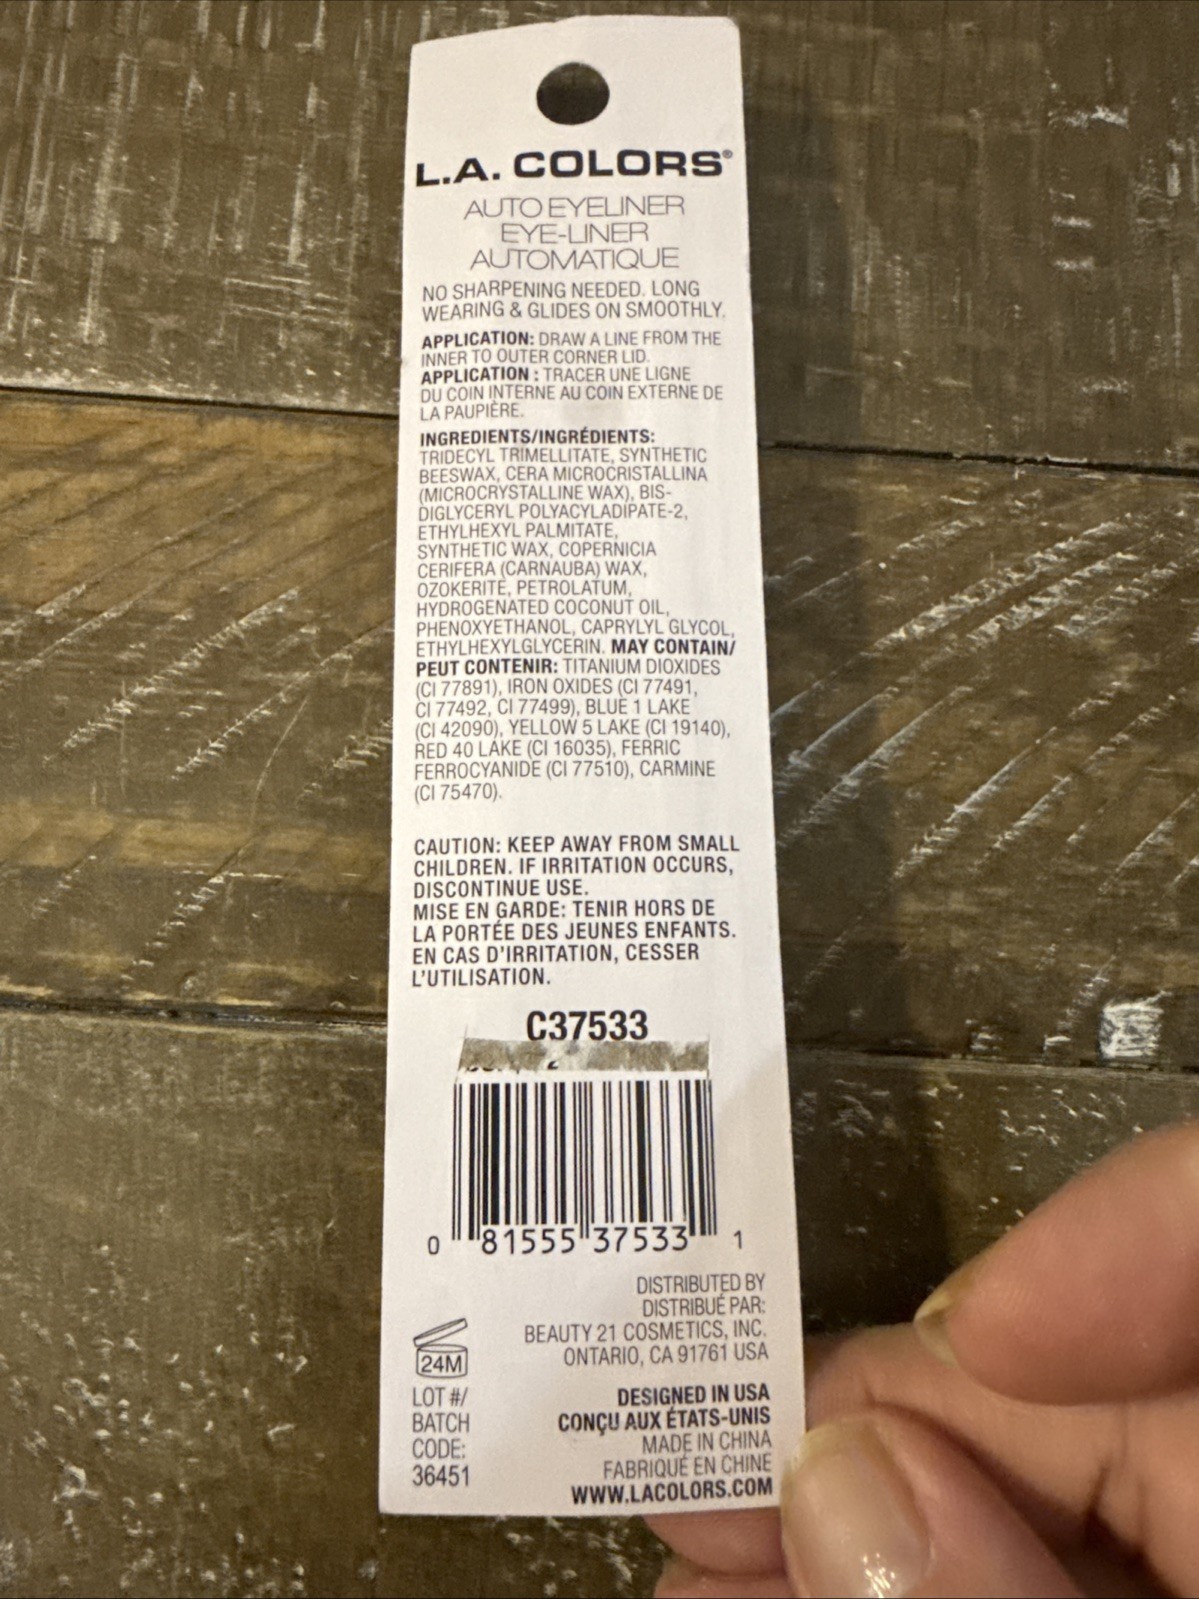 L.A. COLORS®
AUTO EYELINER
EYE-LINER
AUTOMATIQUE
NO SHARPENING NEEDED. LONG
WEARING & GLIDES ON SMOOTHLY.
APPLICATION: DRAW A LINE FROM THE
INNER TO OUTER CORNER LID.
APPLICATION : TRACER UNE LIGNE
DU COIN INTERNE AU COIN EXTERNE DE
LA PAUPIÈRE.
INGREDIENTS/INGRÉDIENTS:
TRIDECYL TRIMELLITATE, SYNTHETIC
BEESWAX, CERA MICROCRISTALLINA
(MICROCRYSTALLINE WAX), BIS-
DIGLYCERYL POLYACYLADIPATE-2,
ETHYLHEXYL PALMITATE,
SYNTHETIC WAX, COPERNICIA
CERIFERA (CARNAUBA) WAX,
OZOKERITE, PETROLATUM,
HYDROGENATED COCONUT OIL,
PHENOXYETHANOL, CAPRYLYL GLYCOL,
ETHYLHEXYLGLYCERIN. MAY CONTAIN/
PEUT CONTENIR: TITANIUM DIOXIDES
(CI 77891), IRON OXIDES (CI 77491,
CI 77492, CI 77499), BLUE 1 LAKE
(CI 42090), YELLOW 5 LAKE (CI 19140),
RED 40 LAKE (CI 16035), FERRIC
FERROCYANIDE (CI 77510), CARMINE
(CI 75470).
CAUTION: KEEP AWAY FROM SMALL
CHILDREN. IF IRRITATION OCCURS,
DISCONTINUE USE.
MISE EN GARDE: TENIR HORS DE
LA PORTÉE DES JEUNES ENFANTS.
EN CAS D'IRRITATION, CESSER
L'UTILISATION.
C37533
0 81555 37533 1
DISTRIBUTED BY
DISTRIBUÉ PAR:
BEAUTY 21 COSMETICS, INC.
ONTARIO, CA 91761 USA
24M
LOT #/
BATCH
CODE:
36451
DESIGNED IN USA
CONÇU AUX ÉTATS-UNIS
MADE IN CHINA
FABRIQUÉ EN CHINE
WWW.LACOLORS.COM